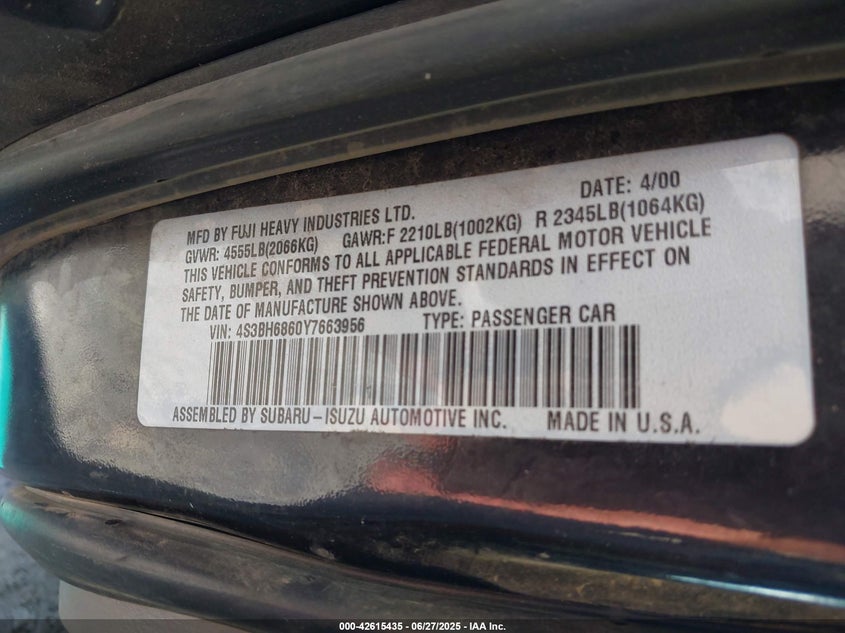 MFD BY FUJI HEAVY INDUSTRIES LTD. DATE: 4/00
GVWR: 4555LB(2066KG) GAWR:F 2210LB(1002KG) R 2345LB(1064KG)
THIS VEHICLE CONFORMS TO ALL APPLICABLE FEDERAL MOTOR VEHICLE
SAFETY, BUMPER, AND THEFT PREVENTION STANDARDS IN EFFECT ON
THE DATE OF MANUFACTURE SHOWN ABOVE.
VIN: 4S3BH6860Y7663956 TYPE: PASSENGER CAR
ASSEMBLED BY SUBARU-ISUZU AUTOMOTIVE INC. MADE IN U.S.A.
000-42615435 - 06/27/2025 - IAA Inc.